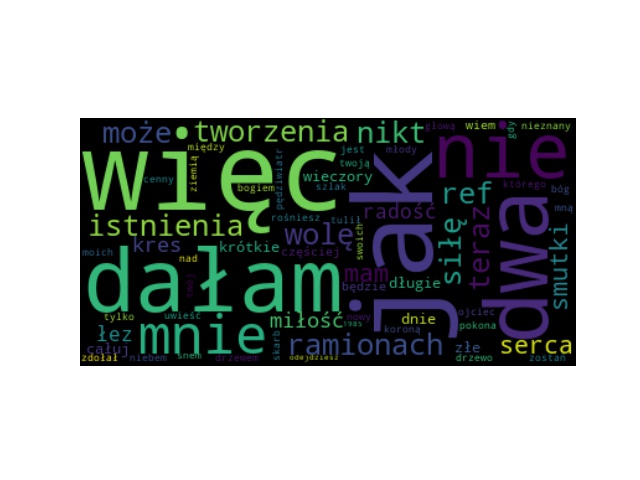 może
tworzenia
nikt
głową
wiem
gdy
nieznany
więc
między
ziemią
cenny
bogiem
pędziwiatr
jest
twoją
młody
wieczory
szlak
nie
jak
którego
bóg
ref
dwa
mną
istnienia
rośniesz
tulił
radość
siłę
teraz
smutki
kres
krótkie
wolę
swoich
częściej
moich
nad
dałam
mam
będzie
długie
twój
tylko
uwieść
miłość
nowy
1985
dnie
koroną
ojciec
pokona
łez
mnie
skarb
ramionach
złe
serca
całuj
zdołał
niebem
snem
drzewem
odejdziesz
drzewo
zostań